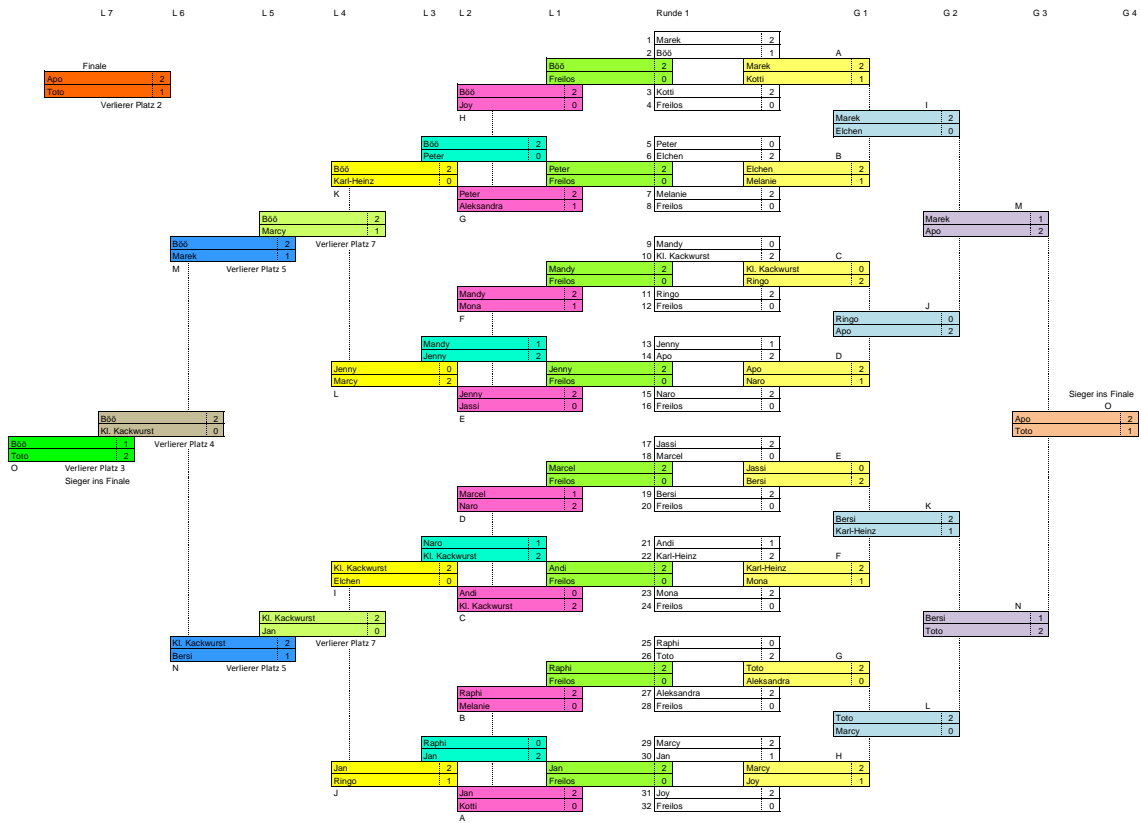 L 7 L 6 L 5 L 4 L 3 L 2 L 1 Runde 1 G 1 G 2 G 3 G 4
1 Marek 2
2 Böö 1 A
Finale Böö 2 Marek 2
Apo 2 Freilos 0 Kotti 1
Toto 1 Böö 2 3 Kotti 2
Verlierer Platz 2 Joy 0 4 Freilos 0 I
H Marek 2
Elchen 2
Böö 2 5 Peter 0
Peter 0 6 Elchen 2 B
Böö 2 Peter 2 Elchen 2
Karl-Heinz 0 Freilos 0 Melanie 1
K Peter 2 7 Melanie 2
Aleksandra 1 8 Freilos 0 M
Böö 2 G Marek 1
Marcy 1 Apo 2
Böö 2 Verlierer Platz 7 9 Mandy 0
Marek 1 10 Kl. Kackwurst 2 C
M Verlierer Platz 5 Mandy 2 Kl. Kackwurst 0
Freilos 0 Ringo 2
Mandy 2 11 Ringo 2
Mona 1 12 Freilos 0 J
F Ringo 0
Apo 2
Mandy 1 13 Jenny 1
Jenny 2 14 Apo 2 D
Jenny 0 Jenny 2 Apo 2
Marcy 2 Freilos 0 Naro 1
L Jenny 2 15 Naro 2 Sieger ins Finale
Jassi 0 16 Freilos 0 O
Böö 2 E Apo 2
Kl. Kackwurst 0 Toto 1
Böö 1 Verlierer Platz 4 17 Jassi 2
Toto 2 18 Marcel 0 E
O Verlierer Platz 3 Marcel 2 Jassi 0
Sieger ins Finale Freilos 0 Bersi 2
Marcel 1 19 Bersi 2
Naro 2 20 Freilos 0 K
D Bersi 2
Karl-Heinz 1
Naro 1 21 Andi 1
Kl. Kackwurst 2 22 Karl-Heinz 2 F
Kl. Kackwurst 2 Andi 2 Karl-Heinz 2
Elchen 0 Freilos 0 Mona 1
I Andi 0 23 Mona 2
Kl. Kackwurst 2 24 Freilos 0 N
Kl. Kackwurst 2 C Bersi 1
Jan 0 Toto 2
Kl. Kackwurst 2 Verlierer Platz 7 25 Raphi 0
Bersi 1 26 Toto 2 G
N Verlierer Platz 5 Raphi 2 Toto 2
Freilos 0 Aleksandra 0
Raphi 2 27 Aleksandra 2
Melanie 0 28 Freilos 0 L
B Toto 2
Marcy 0
Raphi 0 29 Marcy 2
Jan 2 30 Jan 1 H
Jan 2 Jan 2 Marcy 2
Ringo 1 Freilos 0 Joy 1
J Jan 2 31 Joy 2
Kotti 0 32 Freilos 0
A